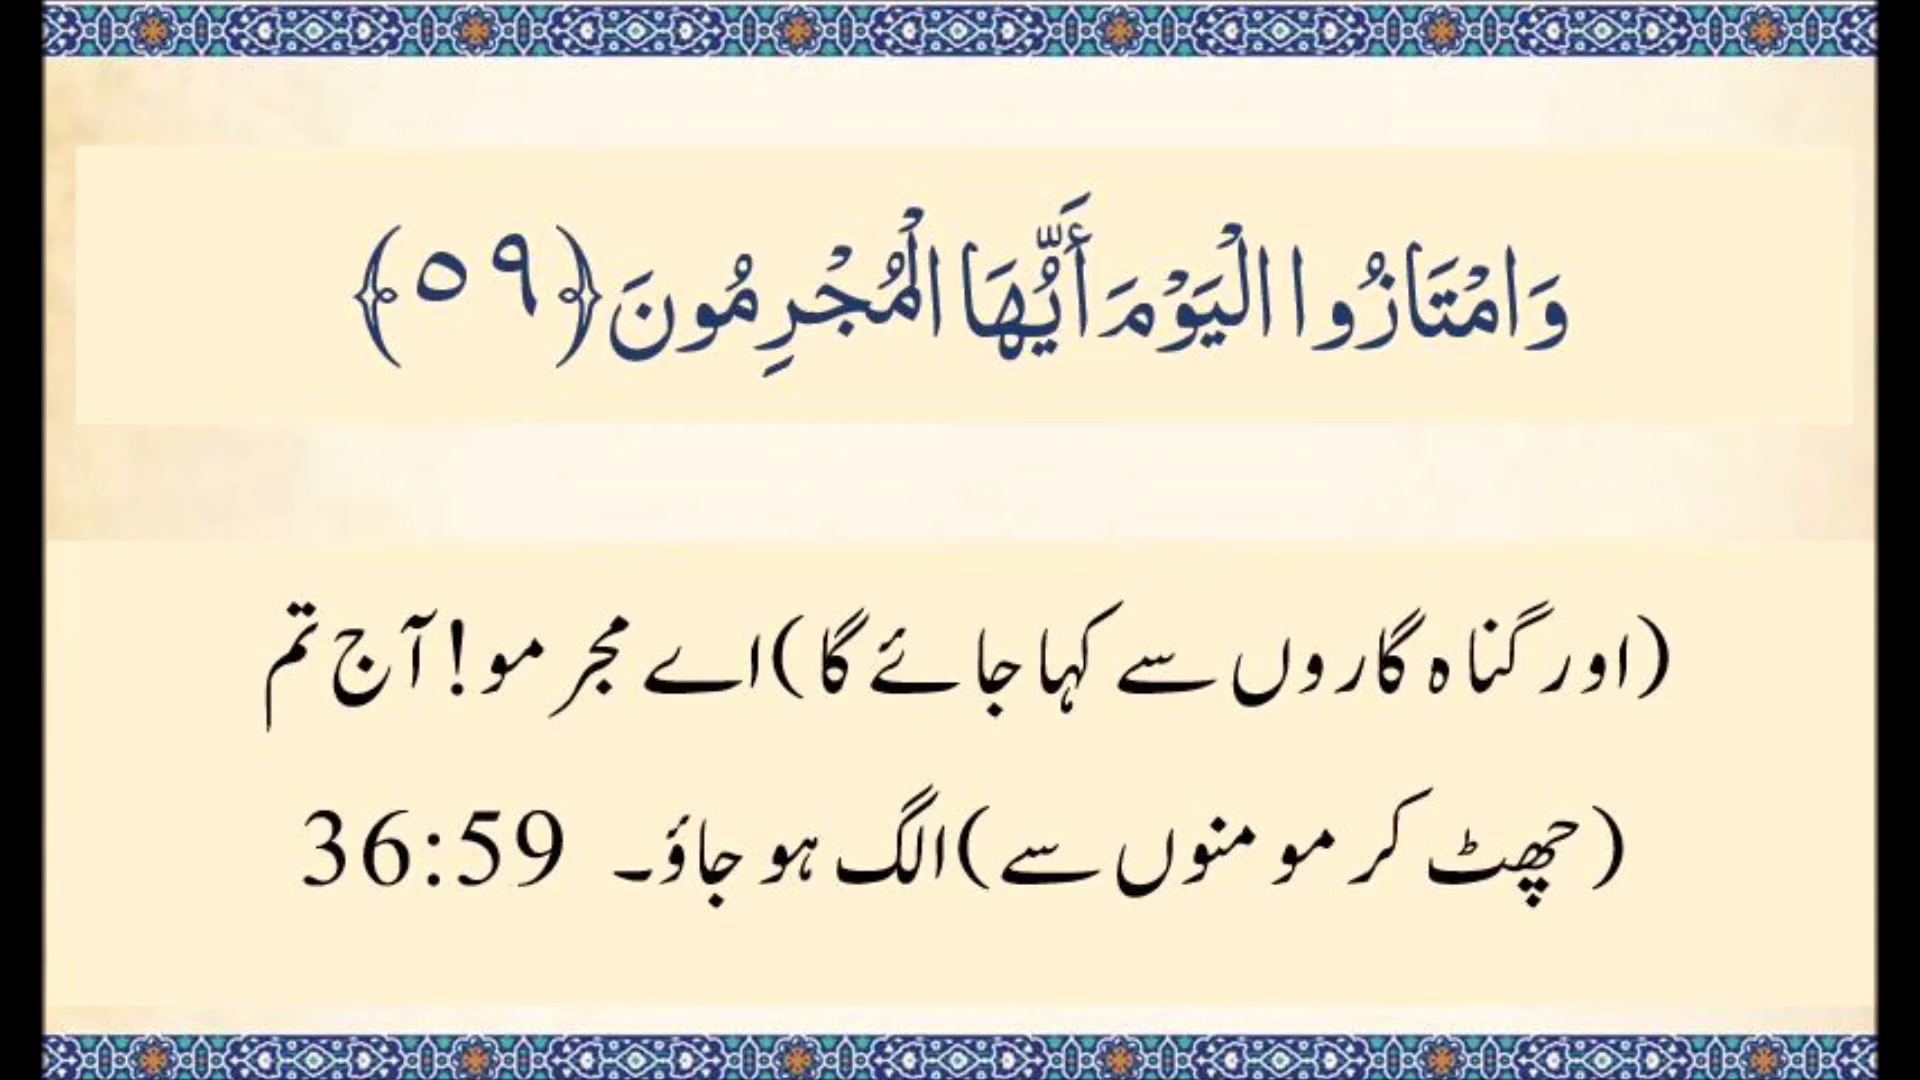 وَامْتَازُوا الْيَوْمَ أَيُّهَا الْمُجْرِمُونَ ﴿٥٩﴾
(اور گناہ گاروں سے کہا جائے گا) اے مجرمو! آج تم
(چھٹ کر مومنوں سے) الگ ہو جاؤ۔ 36:59